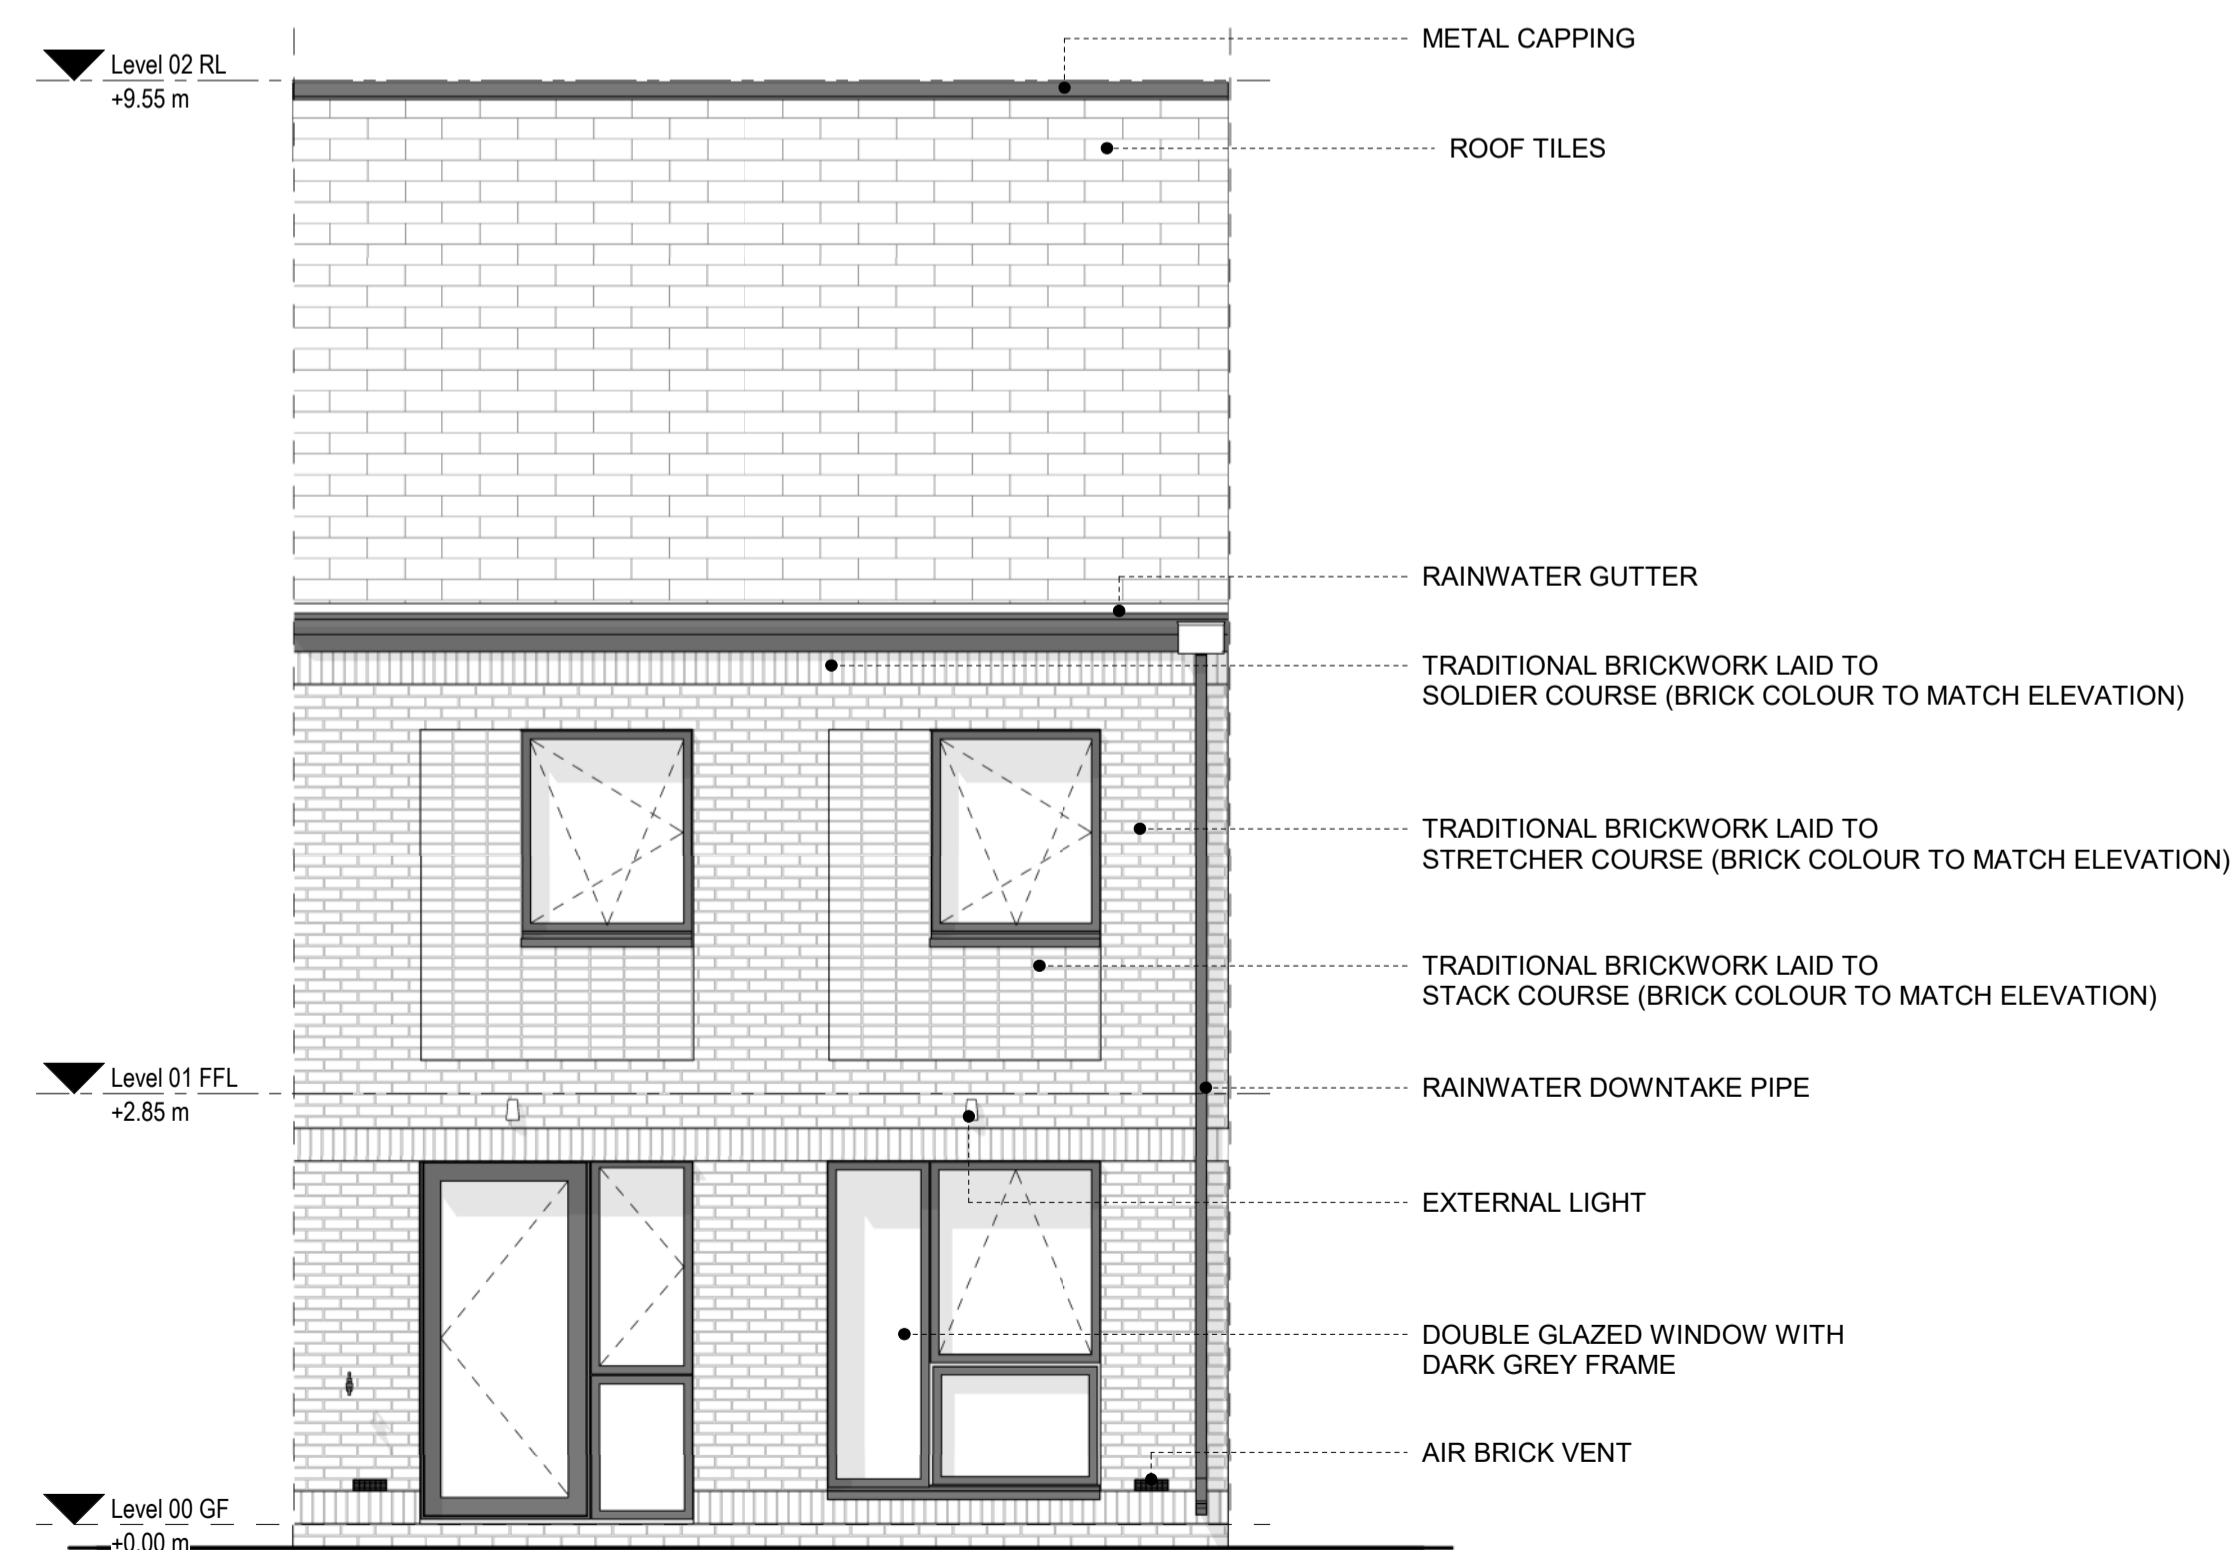 METAL CAPPING
Level 02 RL
+9.55 m
ROOF TILES
RAINWATER GUTTER
TRADITIONAL BRICKWORK LAID TO
SOLDIER COURSE (BRICK COLOUR TO MATCH ELEVATION)
TRADITIONAL BRICKWORK LAID TO
STRETCHER COURSE (BRICK COLOUR TO MATCH ELEVATION)
TRADITIONAL BRICKWORK LAID TO
STACK COURSE (BRICK COLOUR TO MATCH ELEVATION)
Level 01 FFL
+2.85 m
RAINWATER DOWNTAKE PIPE
EXTERNAL LIGHT
DOUBLE GLAZED WINDOW WITH
DARK GREY FRAME
AIR BRICK VENT
Level 00 GF
+0.00 m